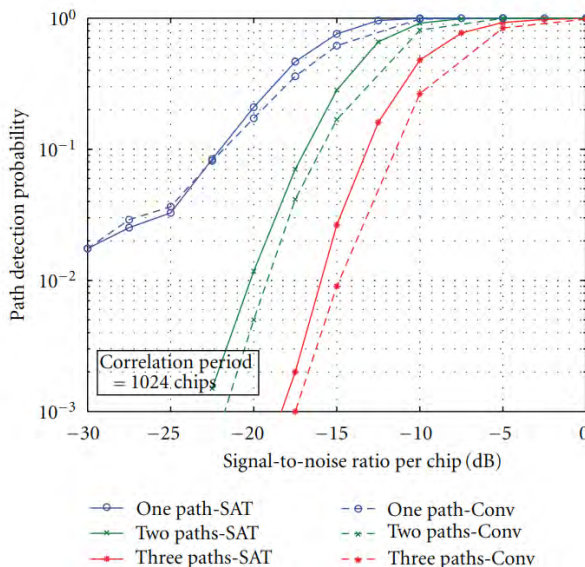 10⁰
10⁻¹
10⁻²
10⁻³
Path detection probability
Correlation period
= 1024 chips
−30 −25 −20 −15 −10 −5 0
Signal-to-noise ratio per chip (dB)
One path-SAT One path-Conv
Two paths-SAT Two paths-Conv
Three paths-SAT Three paths-Conv